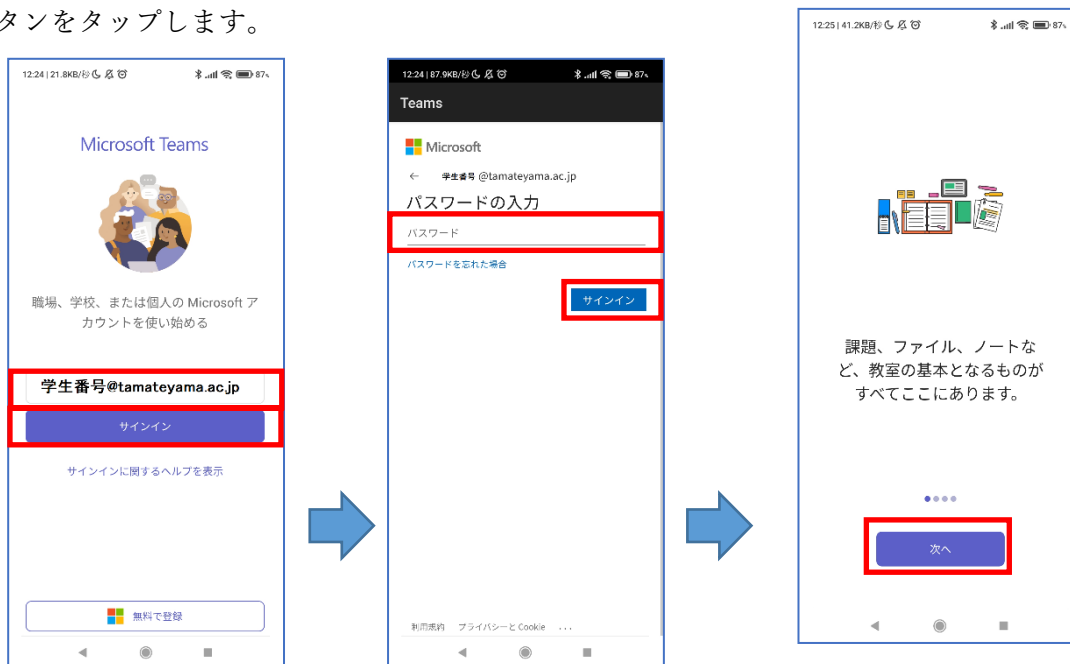 タンをタップします。
12:24 | 21.8KB/秒
87%
Microsoft Teams
職場、学校、または個人の Microsoft ア
カウントを使い始める
学生番号@tamateyama.ac.jp
サインイン
サインインに関するヘルプを表示
無料で登録
12:24 | 87.9KB/秒
87%
Teams
Microsoft
← 学生番号 @tamateyama.ac.jp
パスワードの入力
パスワード
パスワードを忘れた場合
サインイン
利用規約 プライバシーと Cookie ...
12:25 | 41.2KB/秒
87%
課題、ファイル、ノートな
ど、教室の基本となるものが
すべてここにあります。
次へ